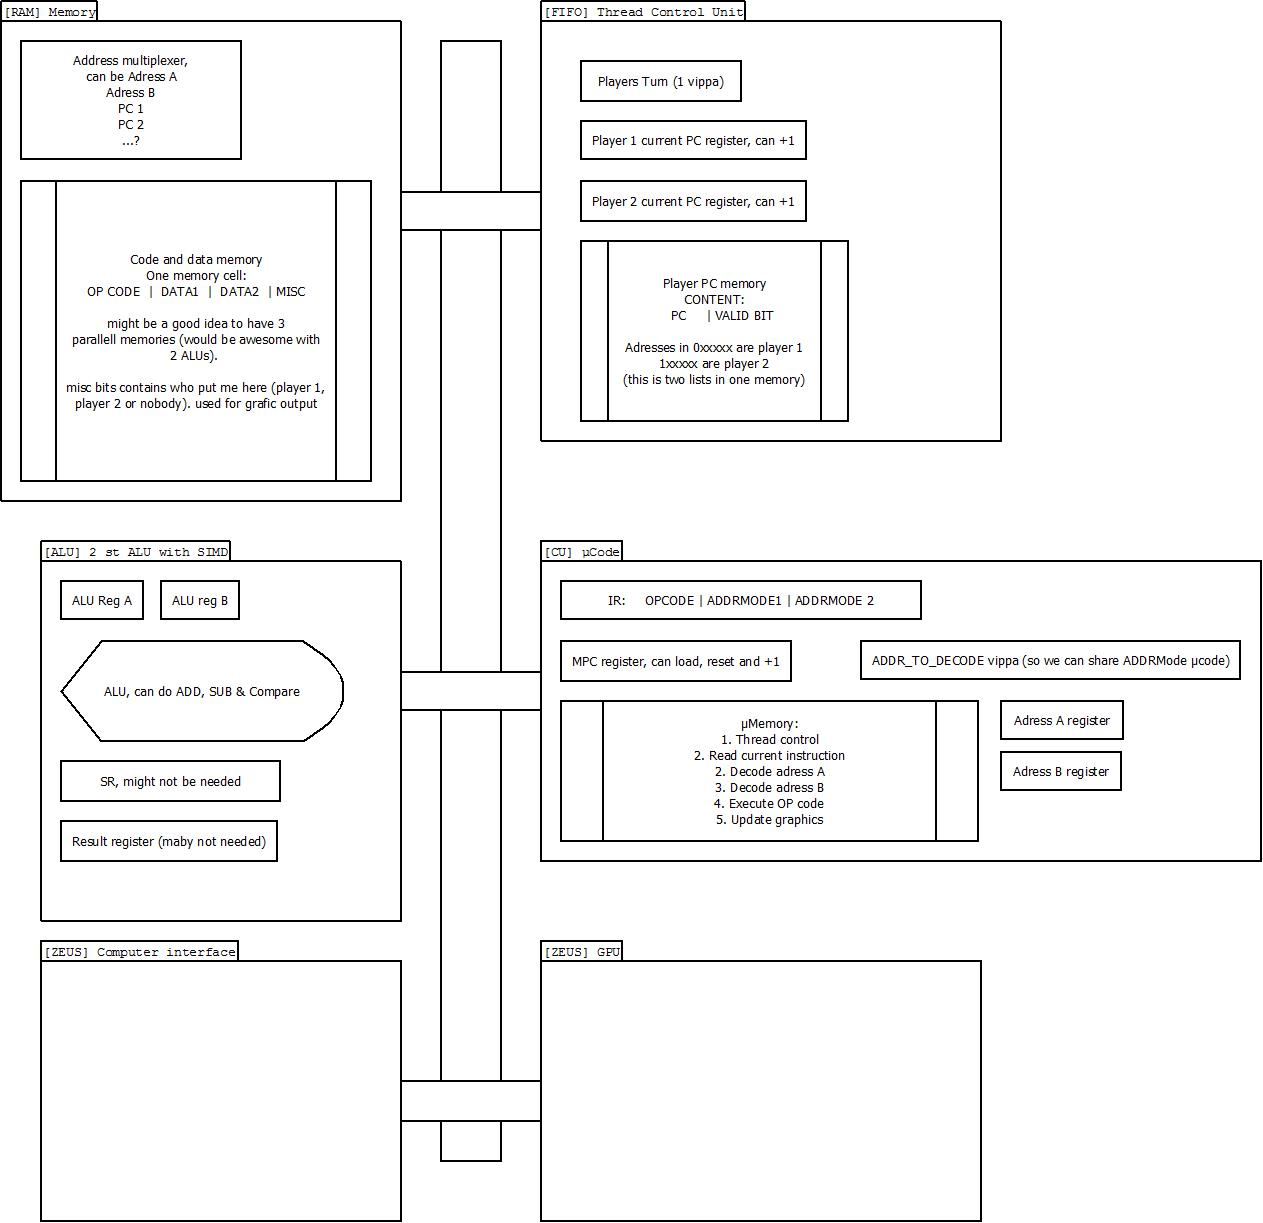 [RAM] Memory
Address multiplexer,
can be Adress A
Adress B
PC 1
PC 2
...?
Code and data memory
One memory cell:
OP CODE | DATA1 | DATA2 | MISC
might be a good idea to have 3
parallell memories (would be awesome with
2 ALUs).
misc bits contains who put me here (player 1,
player 2 or nobody). used for grafic output
[FIFO] Thread Control Unit
Players Turn (1 vippa)
Player 1 current PC register, can +1
Player 2 current PC register, can +1
Player PC memory
CONTENT:
PC | VALID BIT
Adresses in 0xxxxx are player 1
1xxxxx are player 2
(this is two lists in one memory)
[ALU] 2 st ALU with SIMD
ALU Reg A
ALU reg B
ALU, can do ADD, SUB & Compare
SR, might not be needed
Result register (maby not needed)
[CU] µCode
IR: OPCODE | ADDRMODE1 | ADDRMODE 2
MPC register, can load, reset and +1
ADDR_TO_DECODE vippa (so we can share ADDRMode µcode)
µMemory:
1. Thread control
2. Read current instruction
2. Decode adress A
3. Decode adress B
4. Execute OP code
5. Update graphics
Adress A register
Adress B register
[ZEUS] Computer interface
[ZEUS] GPU